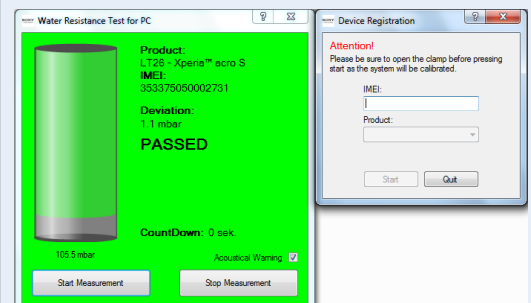 Water Resistance Test for PC
Product:
LT26 - Xperia™ acro S
IMEI:
353375050002731
Deviation:
1.1 mbar
PASSED
CountDown: 0 sek.
105.5 mbar
Acoustical Warning
Start Measurement
Stop Measurement
Device Registration
Attention!
Please be sure to open the clamp before pressing
start as the system will be calibrated.
IMEI:
Product:
Start
Quit